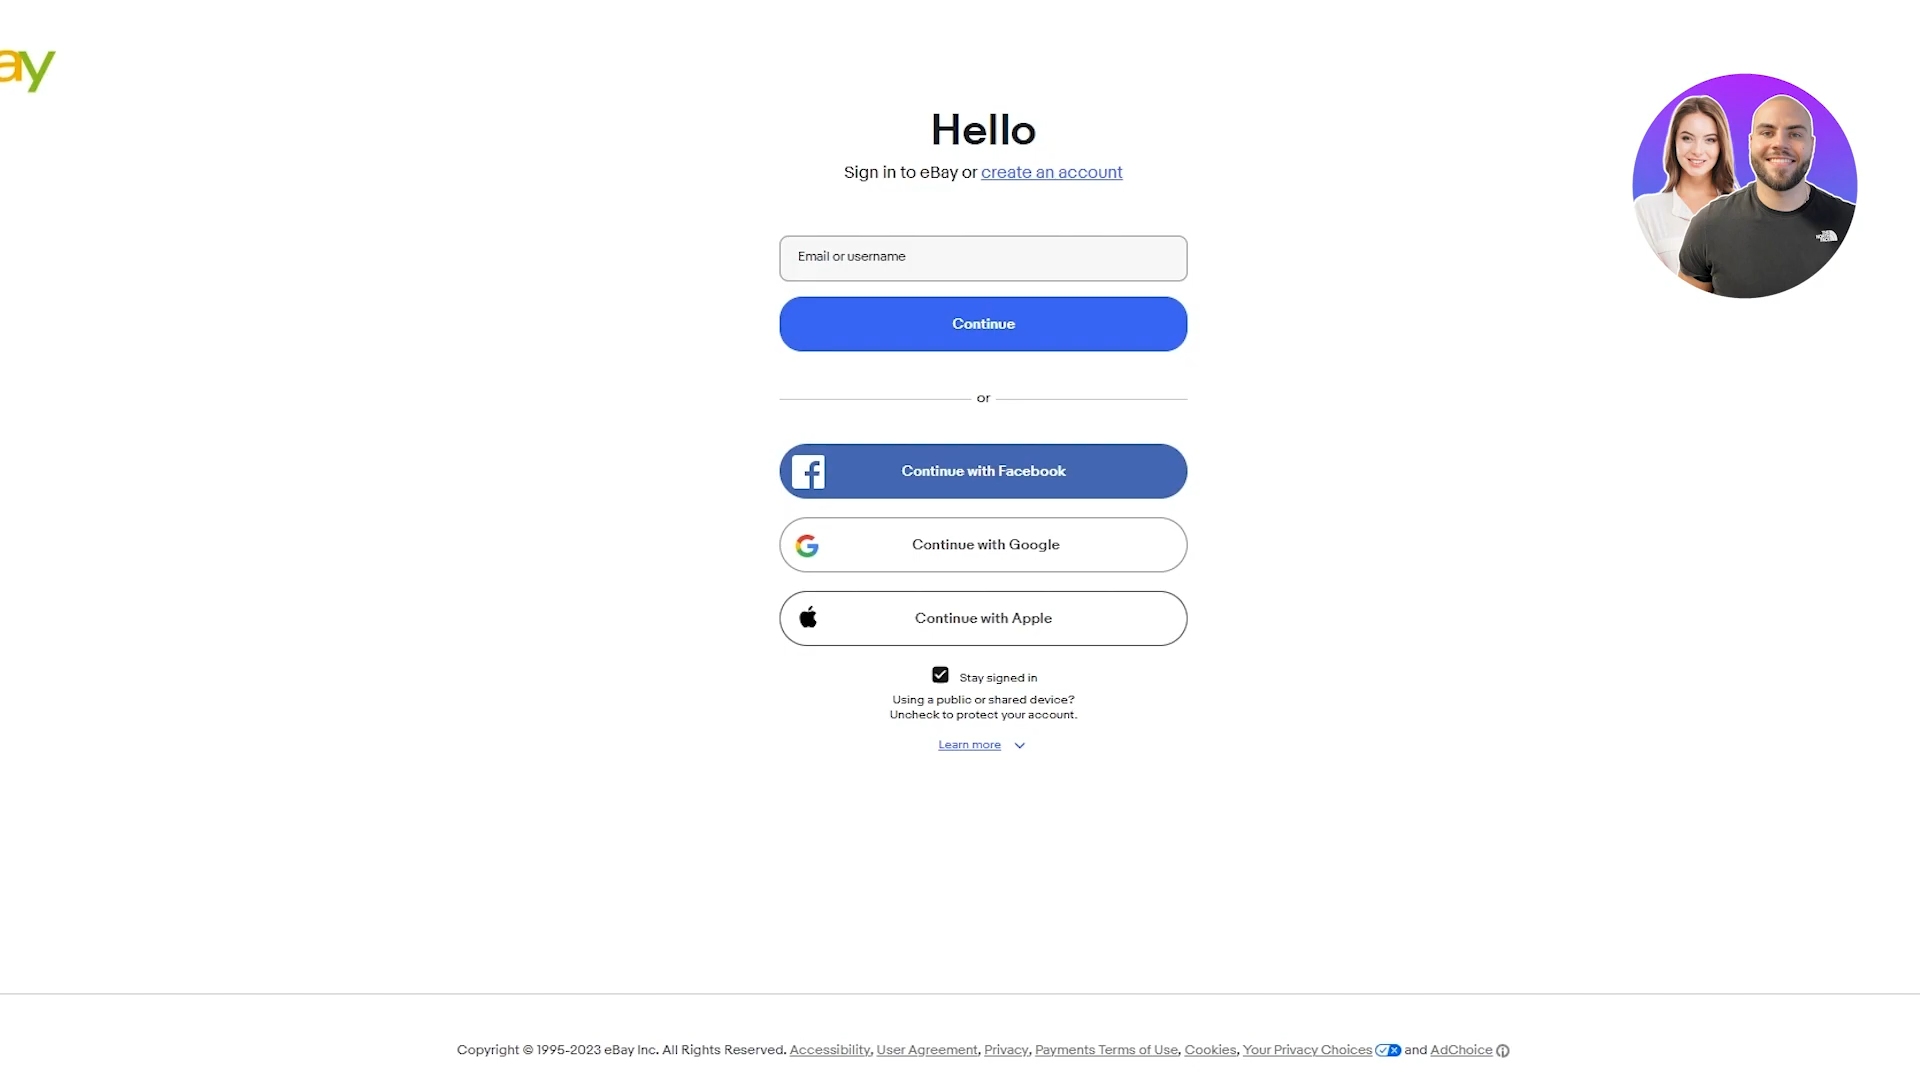 ay
Hello
Sign in to eBay or create an account
Email or username
Continue
or
Continue with Facebook
Continue with Google
Continue with Apple
Stay signed in
Using a public or shared device?
Uncheck to protect your account.
Learn more
Copyright © 1995-2023 eBay Inc. All Rights Reserved. Accessibility, User Agreement, Privacy, Payments Terms of Use, Cookies, Your Privacy Choices and AdChoice